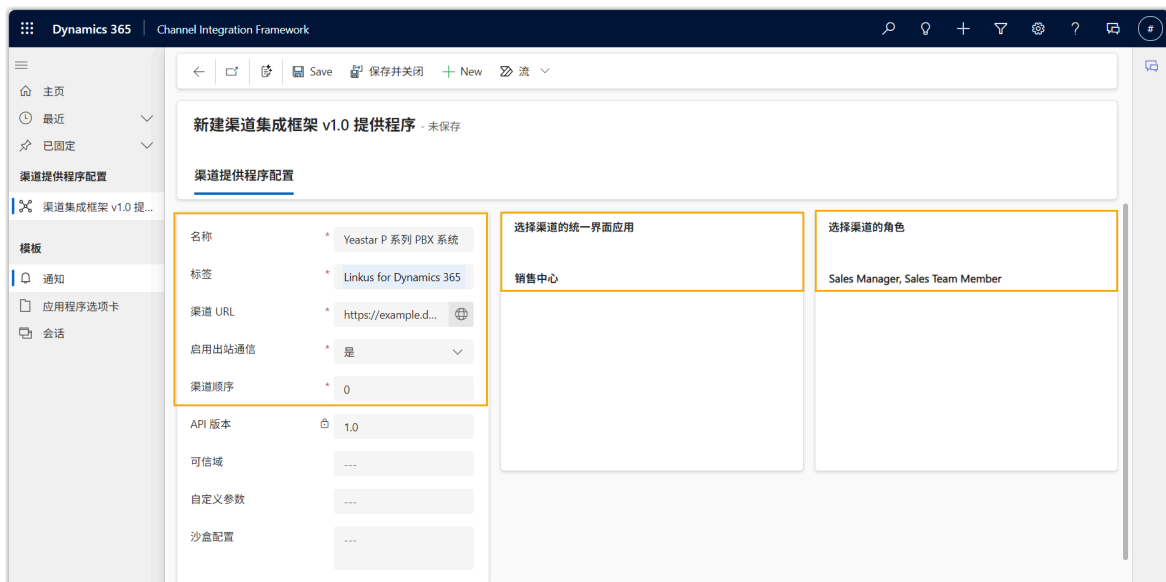 Dynamics 365 Channel Integration Framework ? #
主页
最近
已固定
渠道提供程序配置
渠道集成框架 v1.0 提...
模板
通知
应用程序选项卡
会话
Save 保存并关闭 New 流
新建渠道集成框架 v1.0 提供程序 - 未保存
渠道提供程序配置
名称 * Yeastar P 系列 PBX 系统
标签 * Linkus for Dynamics 365
渠道 URL * https://example.d...
启用出站通信 * 是
渠道顺序 * 0
API 版本 1.0
可信域 ---
自定义参数 ---
沙盒配置 ---
选择渠道的统一界面应用
销售中心
选择渠道的角色
Sales Manager, Sales Team Member